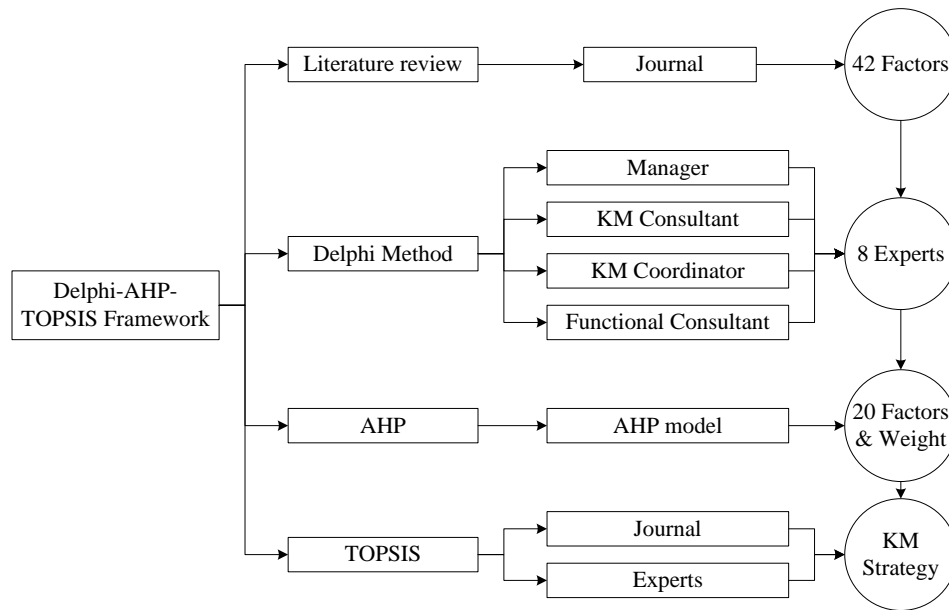 Literature review
Journal
42 Factors
Manager
KM Consultant
Delphi Method
8 Experts
KM Coordinator
Delphi-AHP-
TOPSIS Framework
Functional Consultant
AHP
AHP model
20 Factors
& Weight
Journal
TOPSIS
KM
Strategy
Experts